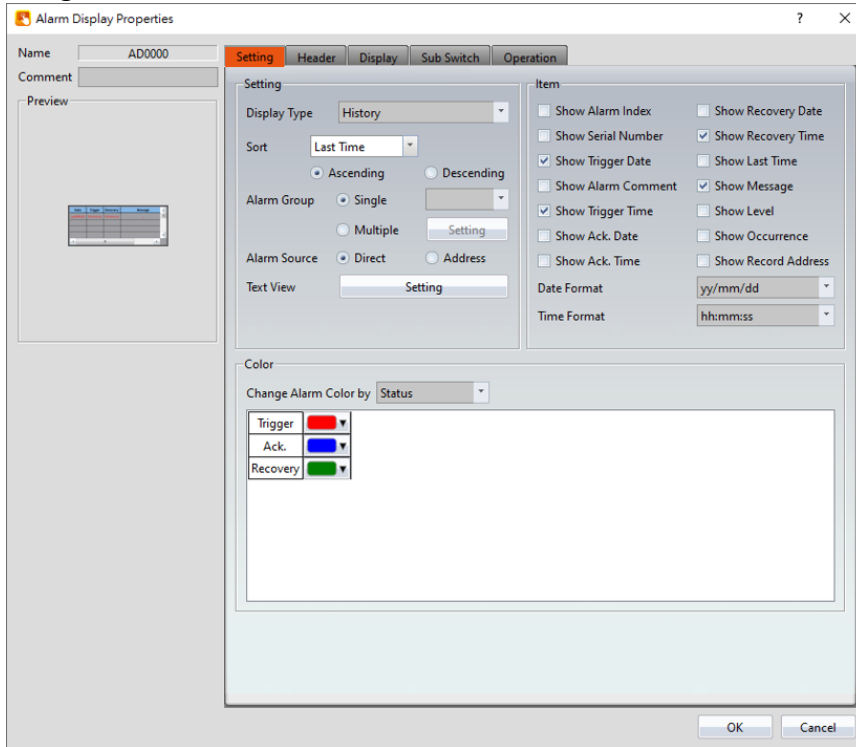 Alarm Display Properties
? X
Name AD0000
Comment
Preview
Setting Header Display Sub Switch Operation
Setting
Display Type History
Sort Last Time
Ascending Descending
Alarm Group Single
Multiple Setting
Alarm Source Direct Address
Text View Setting
Item
Show Alarm Index Show Recovery Date
Show Serial Number Show Recovery Time
Show Trigger Date Show Last Time
Show Alarm Comment Show Message
Show Trigger Time Show Level
Show Ack. Date Show Occurrence
Show Ack. Time Show Record Address
Date Format yy/mm/dd
Time Format hh:mm:ss
Color
Change Alarm Color by Status
Trigger
Ack.
Recovery
OK Cancel